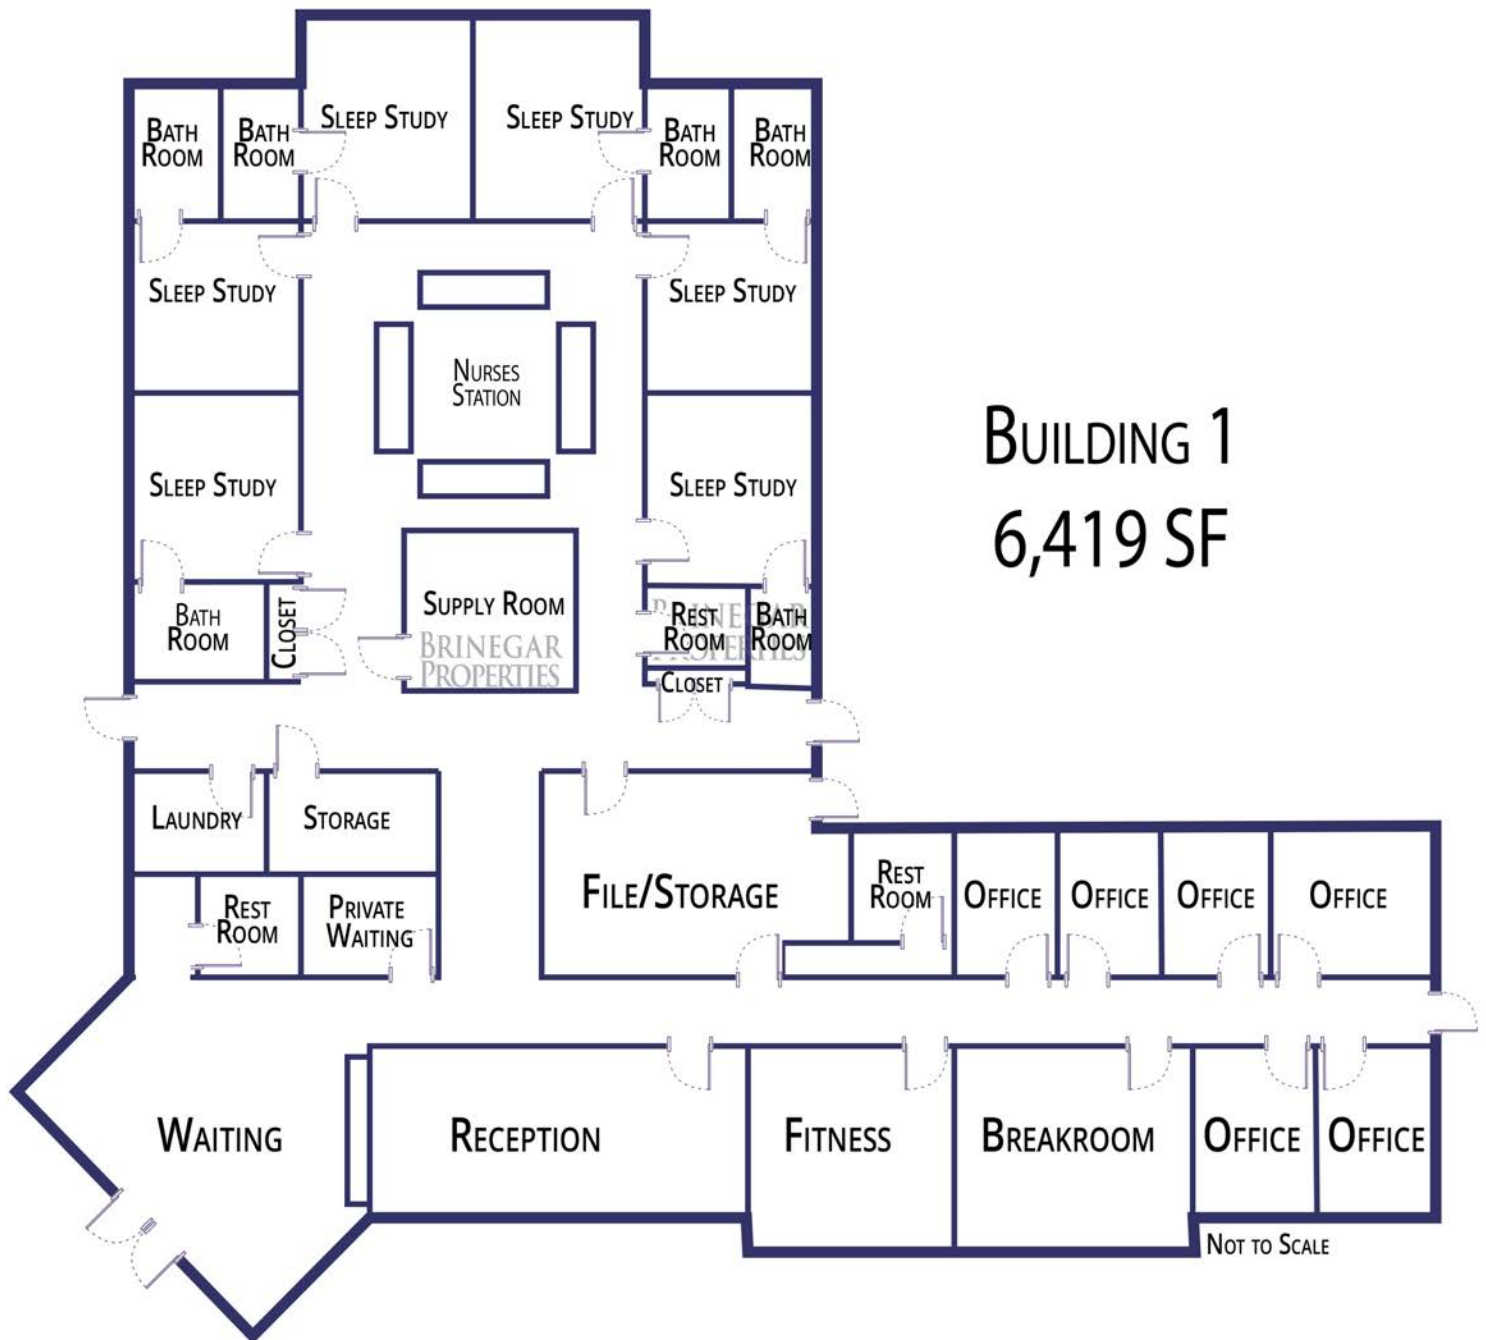 Sleep Study
Sleep Study
Bath
Room
Bath
Room
Bath
Room
Bath
Room
Sleep Study
Sleep Study
Nurses
Station
Sleep Study
Sleep Study
Building 1
6,419 SF
Bath
Room
Closet
Supply Room
Brinegar
Properties
Rest
Room
Brinegar
Properties
Bath
Room
Closet
Laundry
Storage
File/Storage
Rest
Room
Office
Office
Office
Office
Rest
Room
Private
Waiting
Waiting
Reception
Fitness
Breakroom
Office
Office
Not to Scale